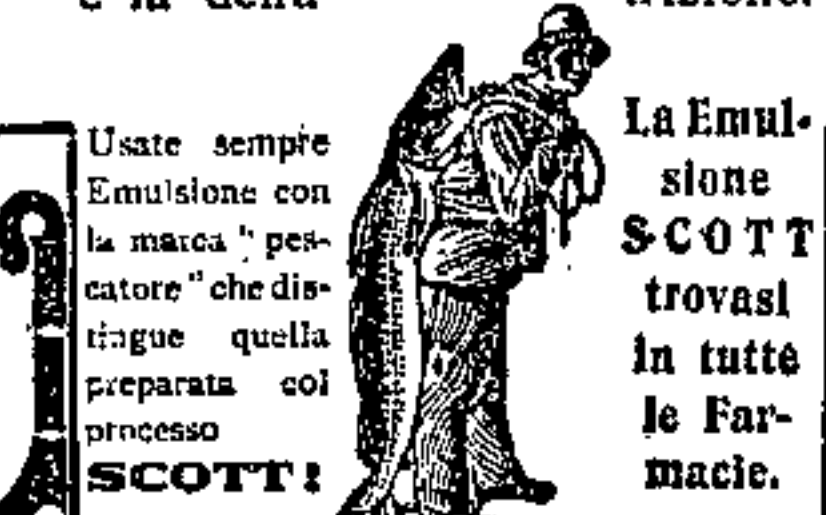 e la
Usate sempre
Emulsione con
la marca " pes-
catore " che dis-
tingue quella
preparata col
processo
SCOTT!
La Emul-
sione
SCOTT
trovasi
in tutte
le Far-
macie.